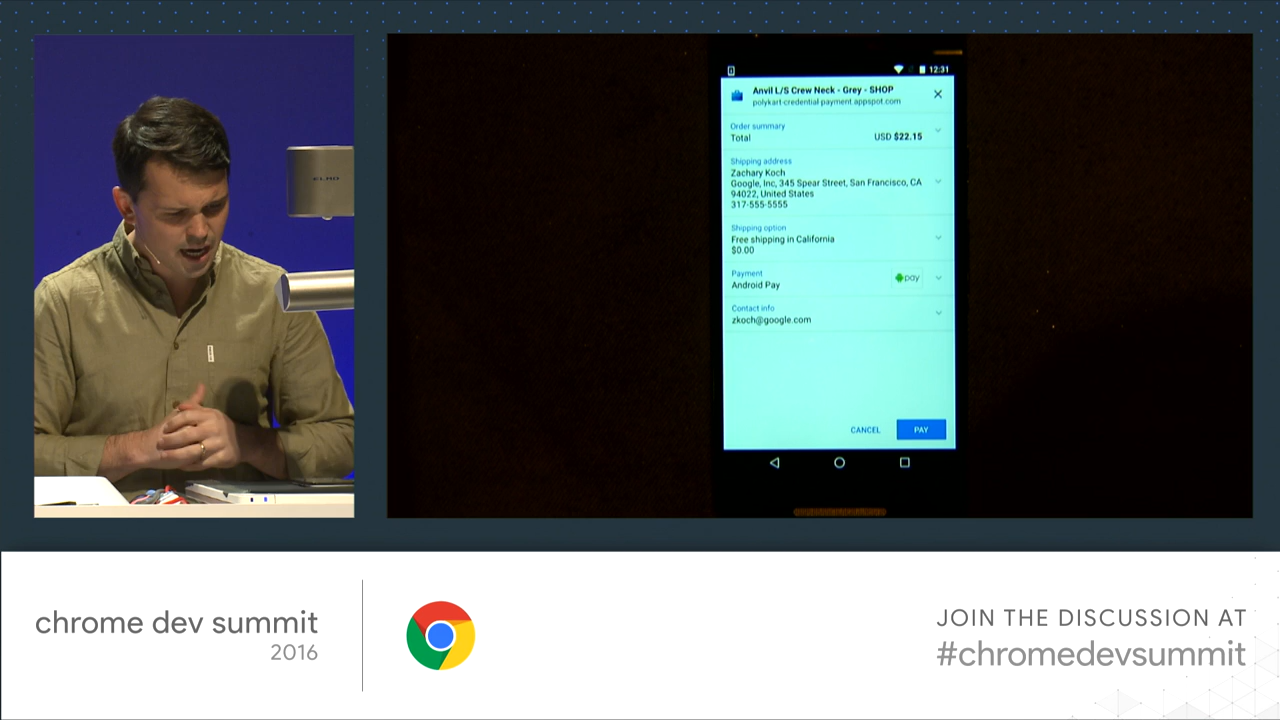 ELMO
12:31
Anvil L/S Crew Neck - Grey - SHOP
polykart-credential-payment.appspot.com
Order summary
Total
USD $22.15
Shipping address
Zachary Koch
Google, Inc, 345 Spear Street, San Francisco, CA
94022, United States
317-555-5555
Shipping option
Free shipping in California
$0.00
Payment
Android Pay
pay
Contact info
zkoch@google.com
CANCEL
PAY
chrome dev summit
2016
JOIN THE DISCUSSION AT
#chromedevsummit